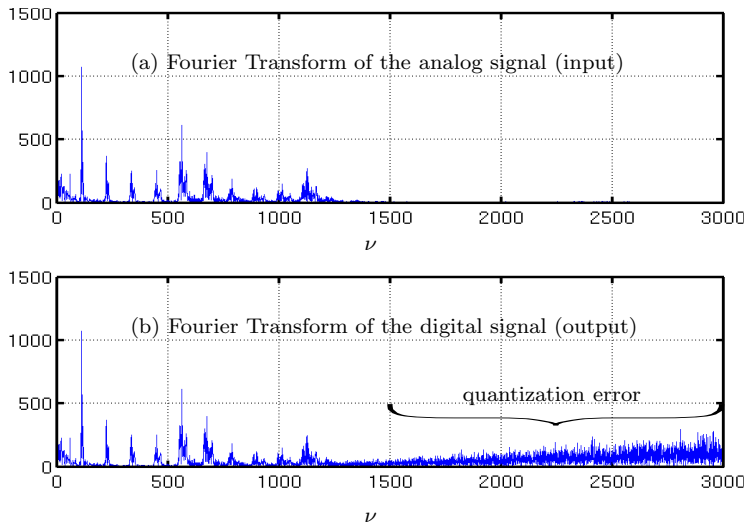 1500
(a) Fourier Transform of the analog signal (input)
1000
500
0
0 500 1000 1500 2000 2500 3000
ν
1500
(b) Fourier Transform of the digital signal (output)
1000
quantization error
500
0
0 500 1000 1500 2000 2500 3000
ν